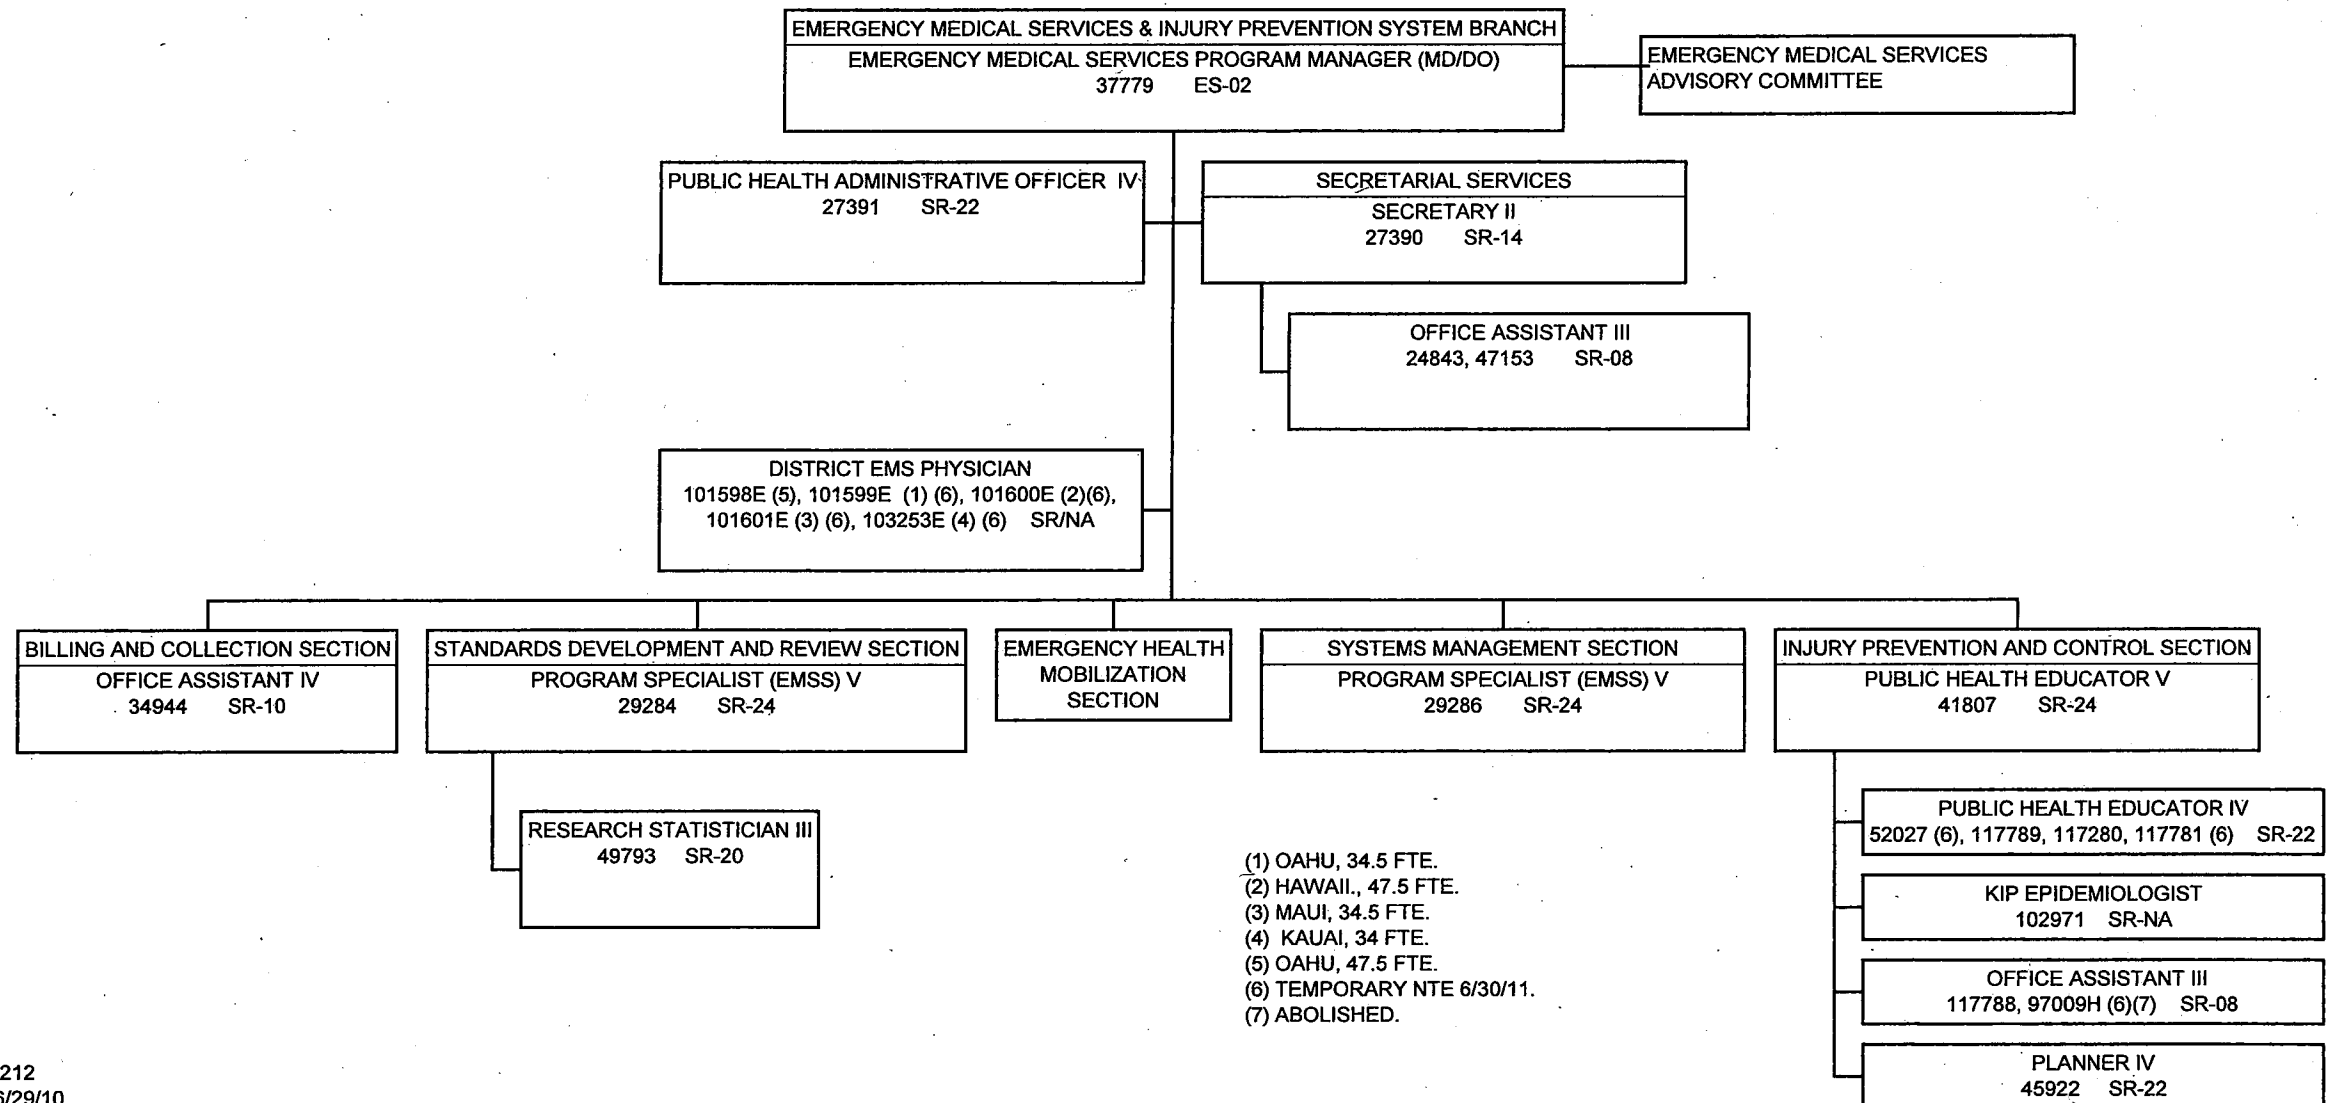 EMERGENCY MEDICAL SERVICES & INJURY PREVENTION SYSTEM BRANCH
EMERGENCY MEDICAL SERVICES PROGRAM MANAGER (MD/DO)
37779 ES-02
EMERGENCY MEDICAL SERVICES
ADVISORY COMMITTEE
PUBLIC HEALTH ADMINISTRATIVE OFFICER IV
27391 SR-22
SECRETARIAL SERVICES
SECRETARY II
27390 SR-14
OFFICE ASSISTANT III
24843, 47153 SR-08
DISTRICT EMS PHYSICIAN
101598E (5), 101599E (1) (6), 101600E (2)(6),
101601E (3) (6), 103253E (4) (6) SR/NA
BILLING AND COLLECTION SECTION
OFFICE ASSISTANT IV
34944 SR-10
STANDARDS DEVELOPMENT AND REVIEW SECTION
PROGRAM SPECIALIST (EMSS) V
29284 SR-24
RESEARCH STATISTICIAN III
49793 SR-20
EMERGENCY HEALTH
MOBILIZATION
SECTION
SYSTEMS MANAGEMENT SECTION
PROGRAM SPECIALIST (EMSS) V
29286 SR-24
INJURY PREVENTION AND CONTROL SECTION
PUBLIC HEALTH EDUCATOR V
41807 SR-24
PUBLIC HEALTH EDUCATOR IV
52027 (6), 117789, 117280, 117781 (6) SR-22
KIP EPIDEMIOLOGIST
102971 SR-NA
OFFICE ASSISTANT III
117788, 97009H (6)(7) SR-08
PLANNER IV
45922 SR-22
(1) OAHU, 34.5 FTE.
(2) HAWAII., 47.5 FTE.
(3) MAUI, 34.5 FTE.
(4) KAUAI, 34 FTE.
(5) OAHU, 47.5 FTE.
(6) TEMPORARY NTE 6/30/11.
(7) ABOLISHED.
212
6/29/10